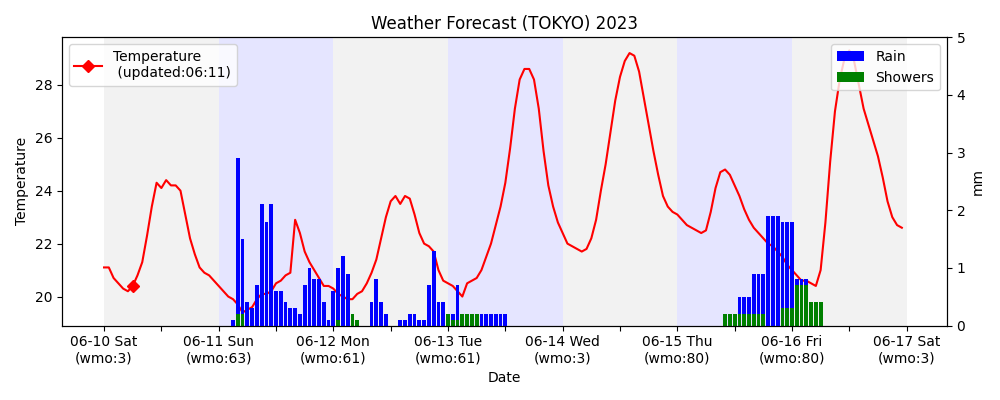 Weather Forecast (TOKYO) 2023
Temperature
(updated:06:11)
Rain
Showers
Temperature
28
26
24
22
20
5
4
3
2
1
0
mm
06-10 Sat
(wmo:3)
06-11 Sun
(wmo:63)
06-12 Mon
(wmo:61)
06-13 Tue
(wmo:61)
06-14 Wed
(wmo:3)
06-15 Thu
(wmo:80)
06-16 Fri
(wmo:80)
06-17 Sat
(wmo:3)
Date